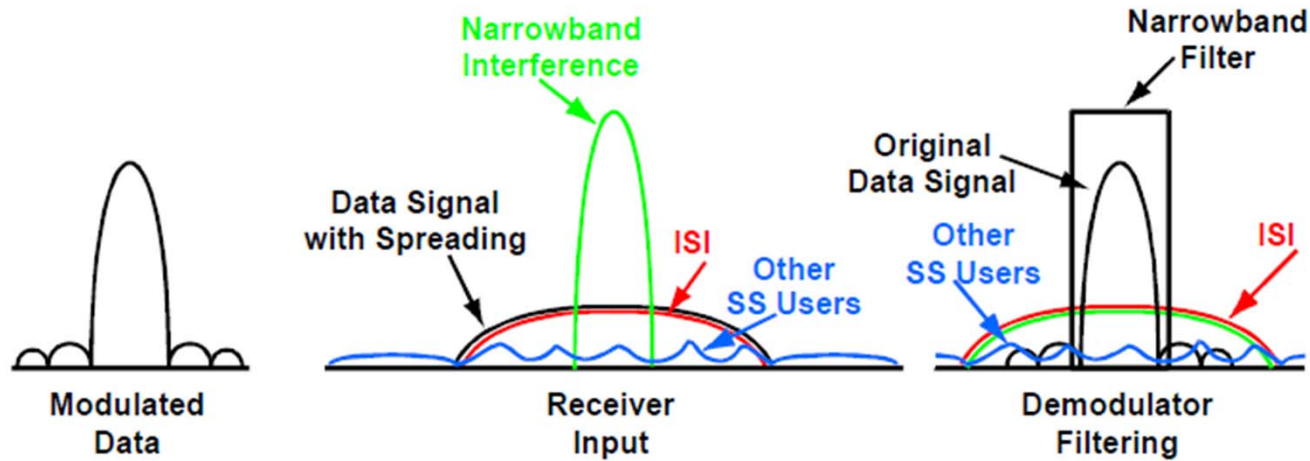 Narrowband
Interference
Data Signal
with Spreading
ISI
Other
SS Users
Narrowband
Filter
Original
Data Signal
Other
SS Users
ISI
Modulated
Data
Receiver
Input
Demodulator
Filtering